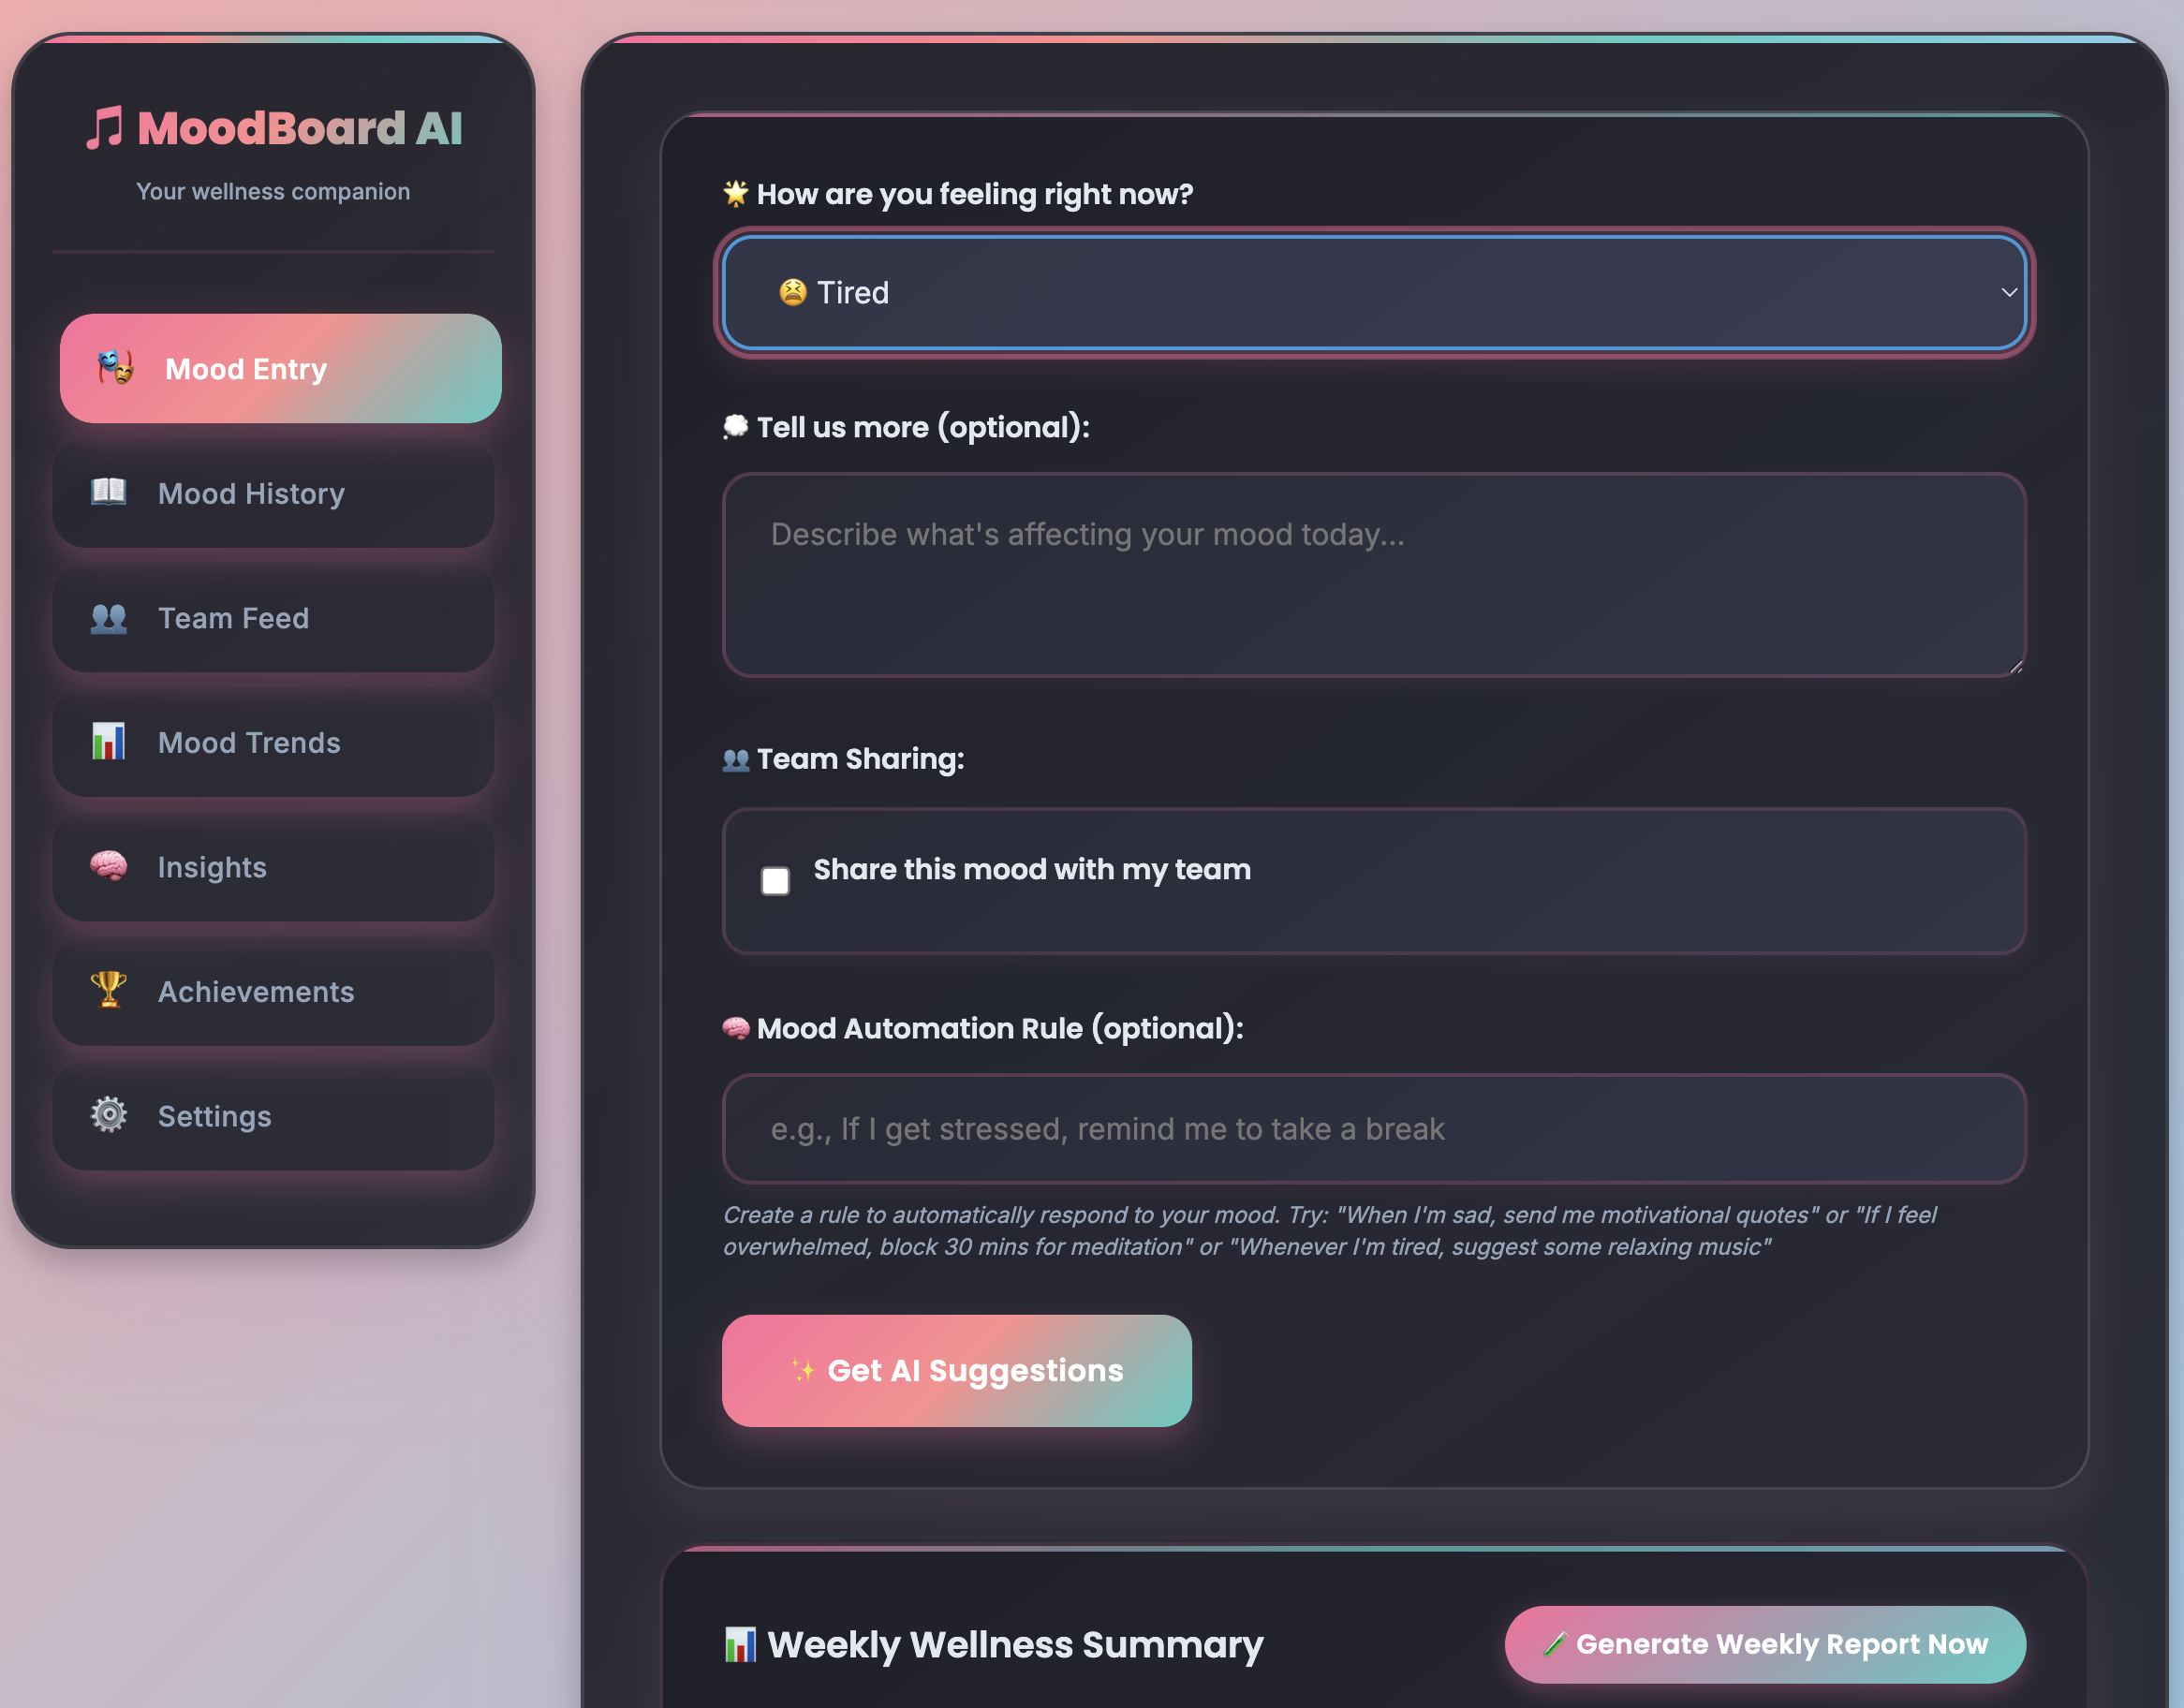 MoodBoard AI
Your wellness companion
Mood Entry
Mood History
Team Feed
Mood Trends
Insights
Achievements
Settings
How are you feeling right now?
Tired
Tell us more (optional):
Describe what's affecting your mood today...
Team Sharing:
Share this mood with my team
Mood Automation Rule (optional):
e.g., If I get stressed, remind me to take a break
Create a rule to automatically respond to your mood. Try: "When I'm sad, send me motivational quotes" or "If I feel
overwhelmed, block 30 mins for meditation" or "Whenever I'm tired, suggest some relaxing music"
Get AI Suggestions
Weekly Wellness Summary
Generate Weekly Report Now